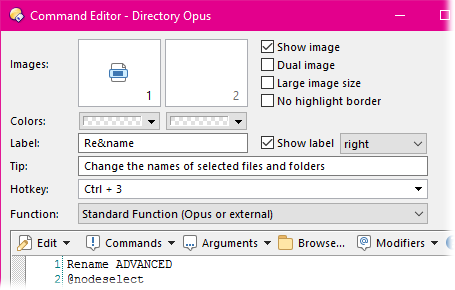 Command Editor - Directory Opus
Images:
1
2
Show image
Dual image
Large image size
No highlight border
Colors:
Label: Re&name Show label right
Tip: Change the names of selected files and folders
Hotkey: Ctrl + 3
Function: Standard Function (Opus or external)
Edit Commands Arguments Browse... Modifiers
1 Rename ADVANCED
2 @nodeselect